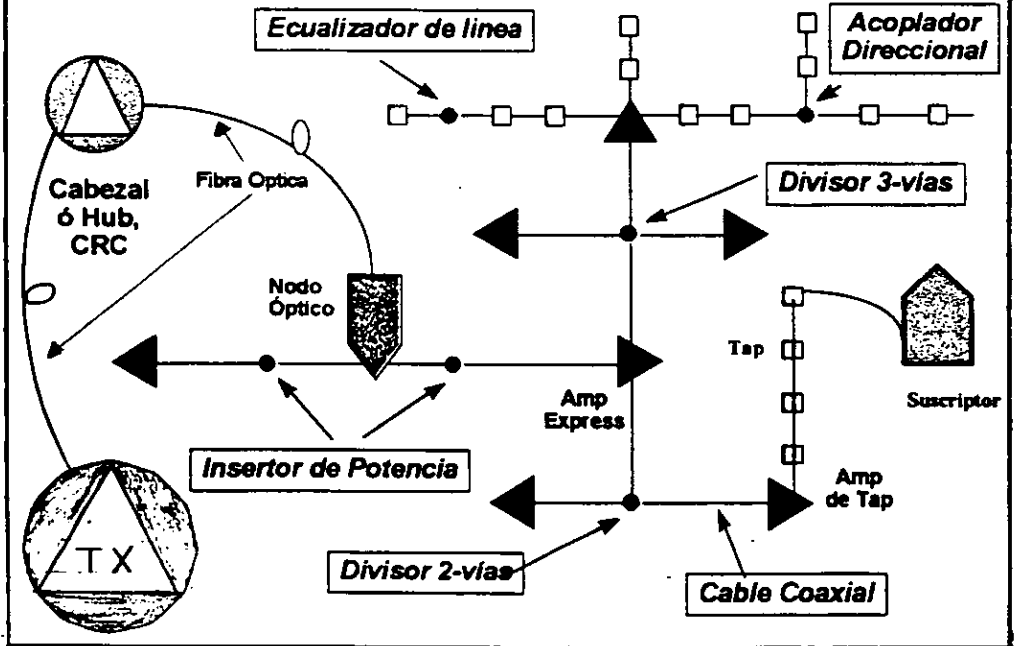 Ecualizador de linea
Acoplador
Direccional
Cabezal
ó Hub,
CRC
Fibra Optica
Divisor 3-vías
Nodo
Óptico
Tap
Amp
Express
Suscriptor
Insertor de Potencia
Amp
de Tap
TX
Divisor 2-vías
Cable Coaxial